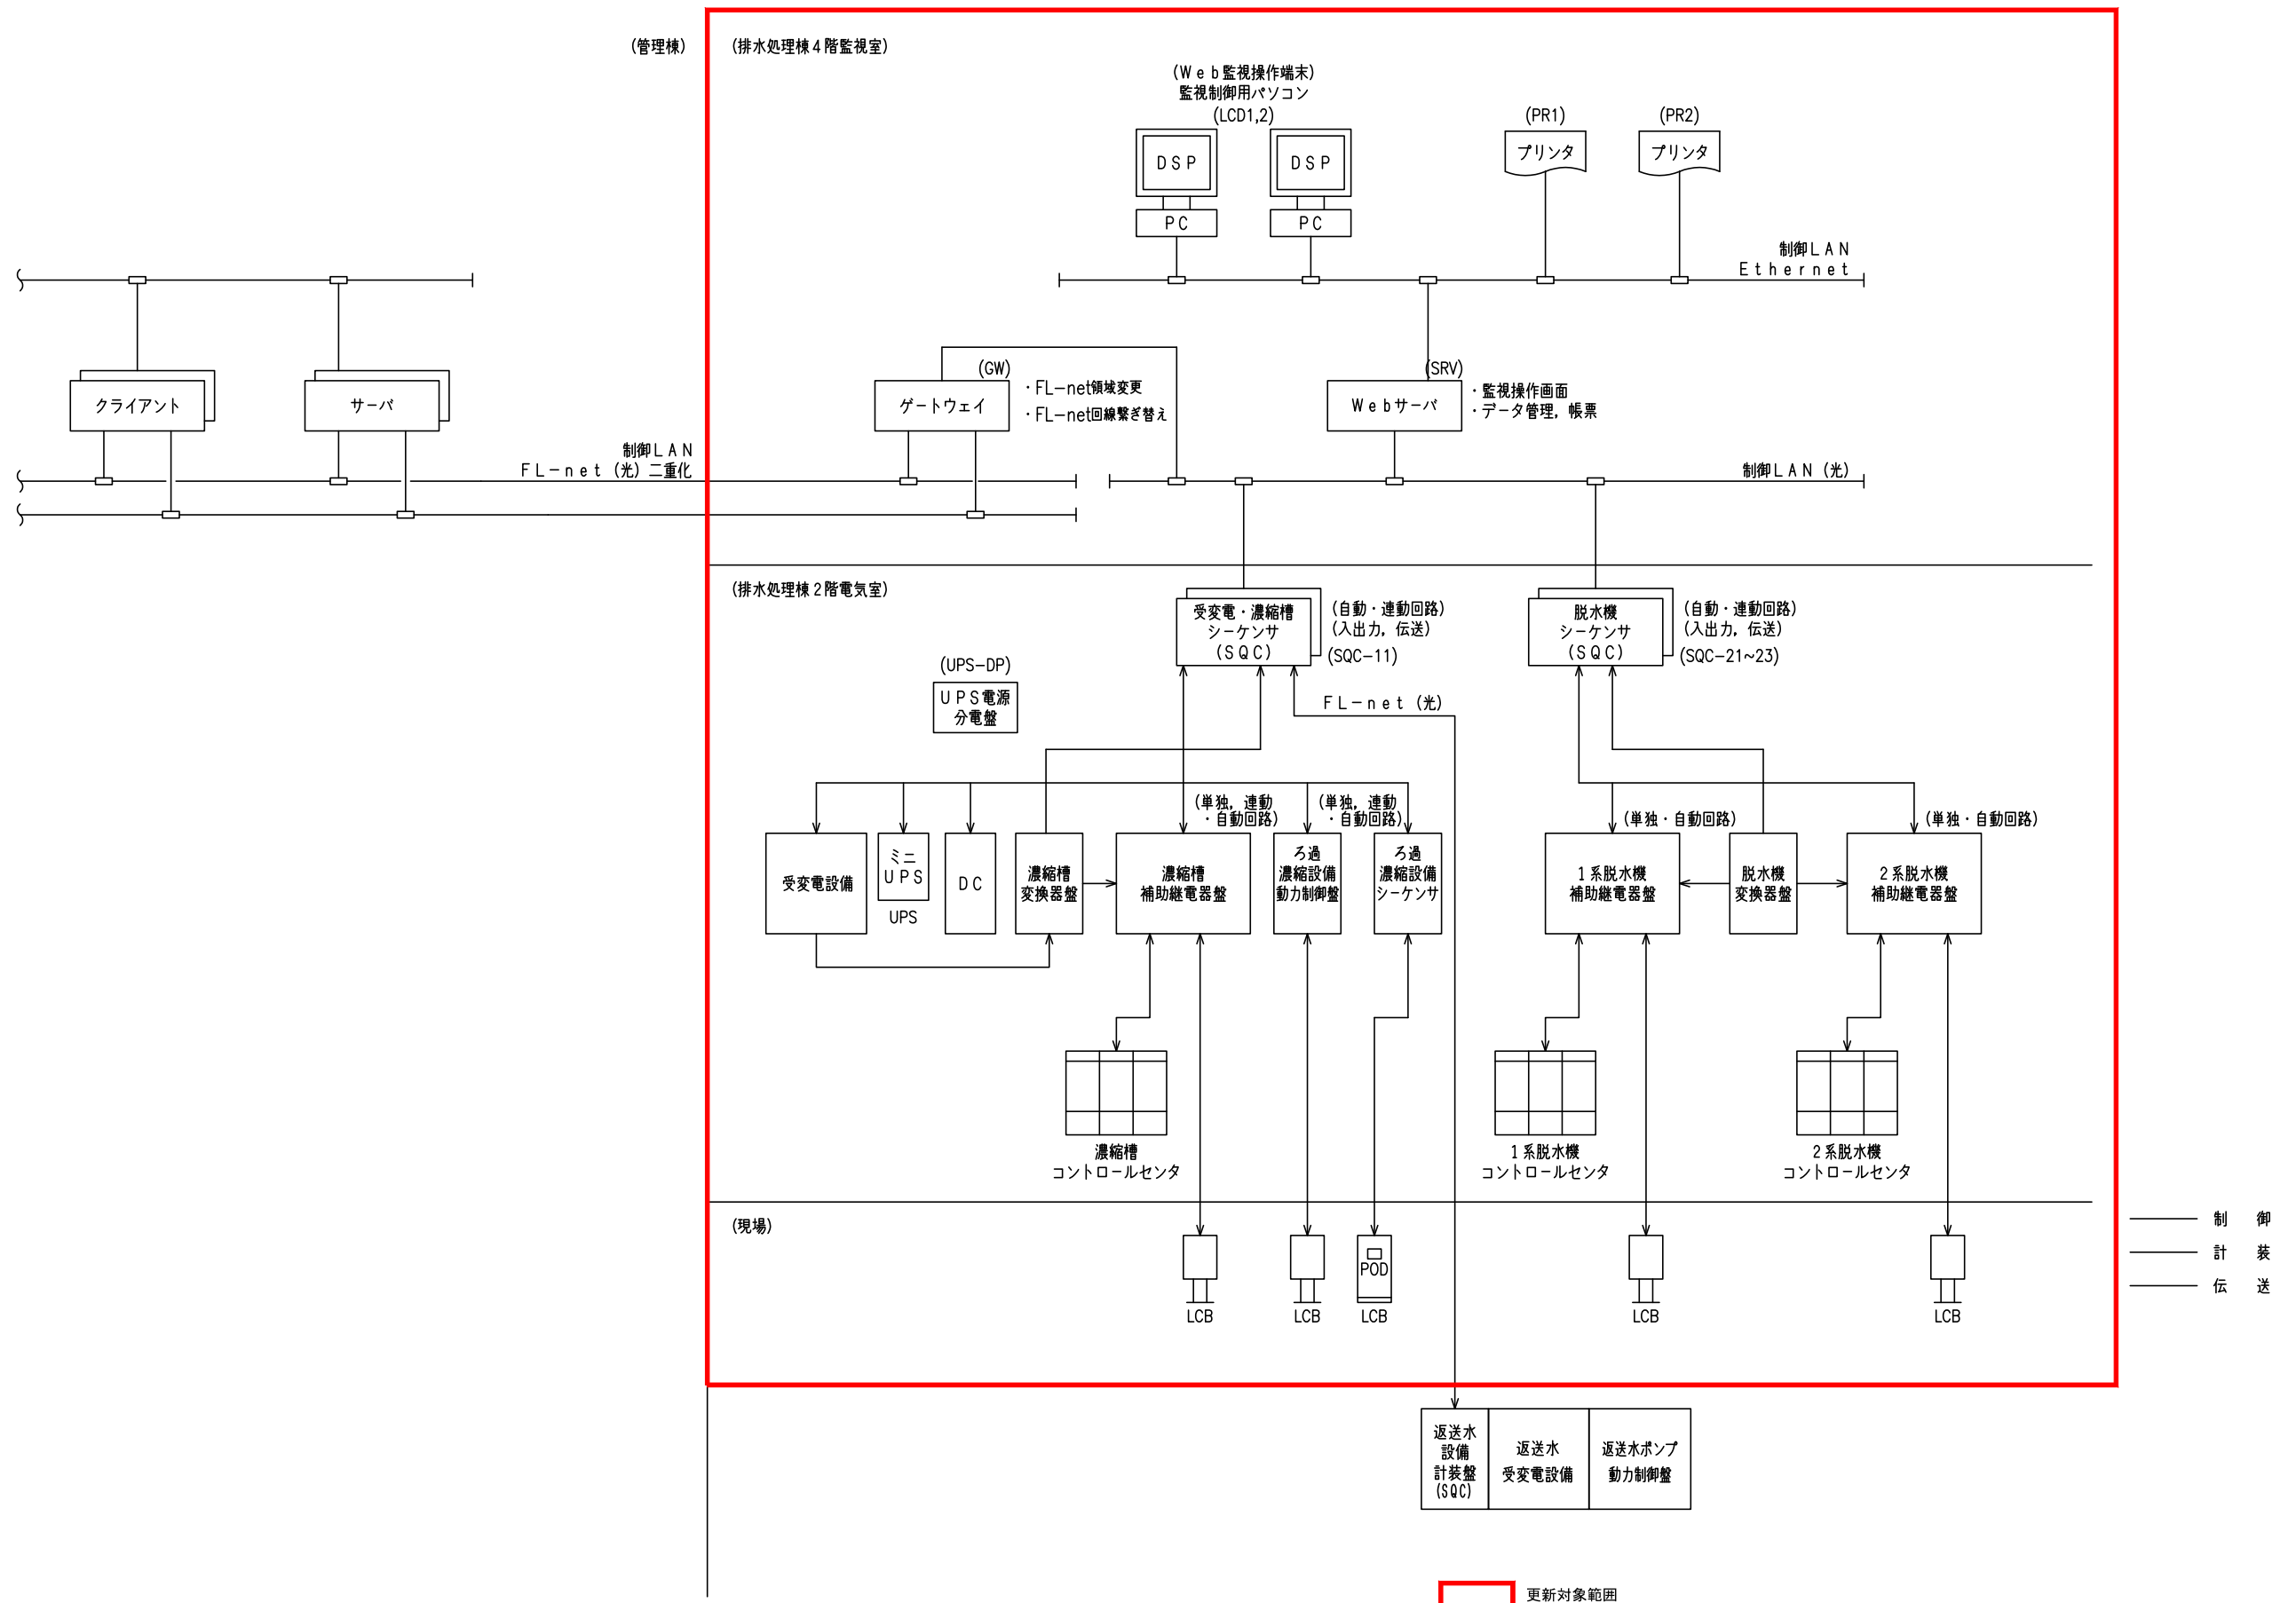 (管理棟)
(排水処理棟4階監視室)
(Web監視操作端末)
監視制御用パソコン
(LCD1,2)
DSP
DSP
PC
PC
(PR1)
プリンタ
(PR2)
プリンタ
制御LAN
Ethernet
クライアント
サーバ
制御LAN
FL－net (光) 二重化
(GW)
ゲートウェイ
・FL－net領域変更
・FL－net回線繋ぎ替え
(SRV)
Webサーバ
・監視操作画面
・データ管理，帳票
制御LAN (光)
(排水処理棟2階電気室)
受変電・濃縮槽
シーケンサ
(SQC)
(自動・連動回路)
(入出力，伝送)
(SQC－11)
脱水機
シーケンサ
(SQC)
(自動・連動回路)
(入出力，伝送)
(SQC－21~23)
(UPS－DP)
UPS電源
分電盤
FL－net (光)
(単独，連動
・自動回路)
(単独，連動
・自動回路)
(単独・自動回路)
(単独・自動回路)
受変電設備
ミニ
UPS
UPS
DC
濃縮槽
変換器盤
濃縮槽
補助継電器盤
ろ過
濃縮設備
動力制御盤
ろ過
濃縮設備
シーケンサ
1系脱水機
補助継電器盤
脱水機
変換器盤
2系脱水機
補助継電器盤
濃縮槽
コントロールセンタ
1系脱水機
コントロールセンタ
2系脱水機
コントロールセンタ
(現場)
LCB
LCB
POD
LCB
LCB
LCB
制　御
計　装
伝　送
返送水
設備
計装盤
(SQC)
返送水
受変電設備
返送水ポンプ
動力制御盤
更新対象範囲